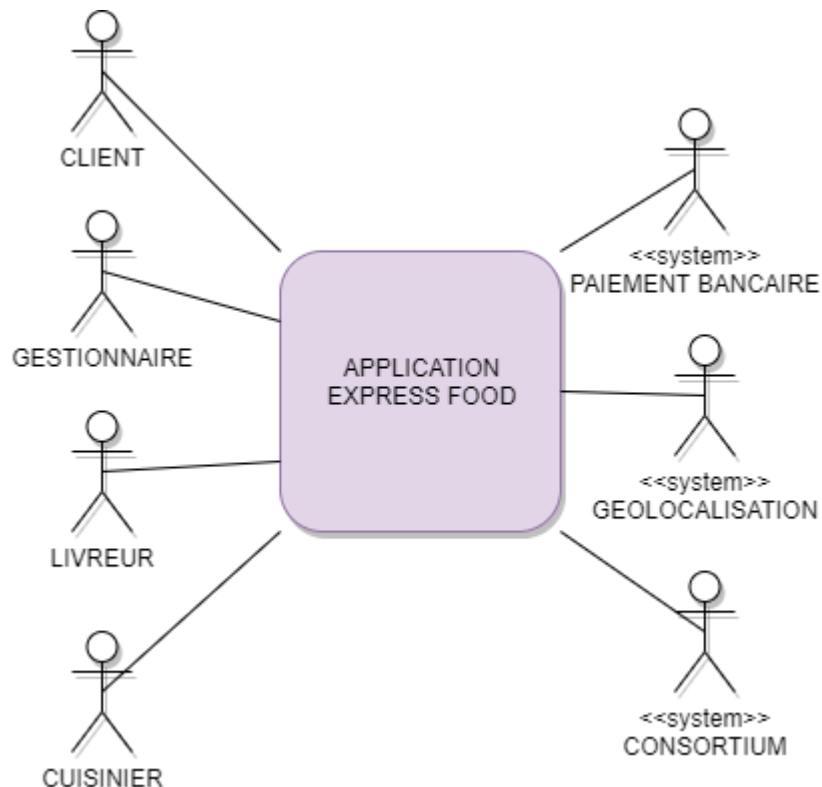 CLIENT
GESTIONNAIRE
LIVREUR
CUISINIER
APPLICATION
EXPRESS FOOD
<<system>>
PAIEMENT BANCAIRE
<<system>>
GEOLOCALISATION
<<system>>
CONSORTIUM